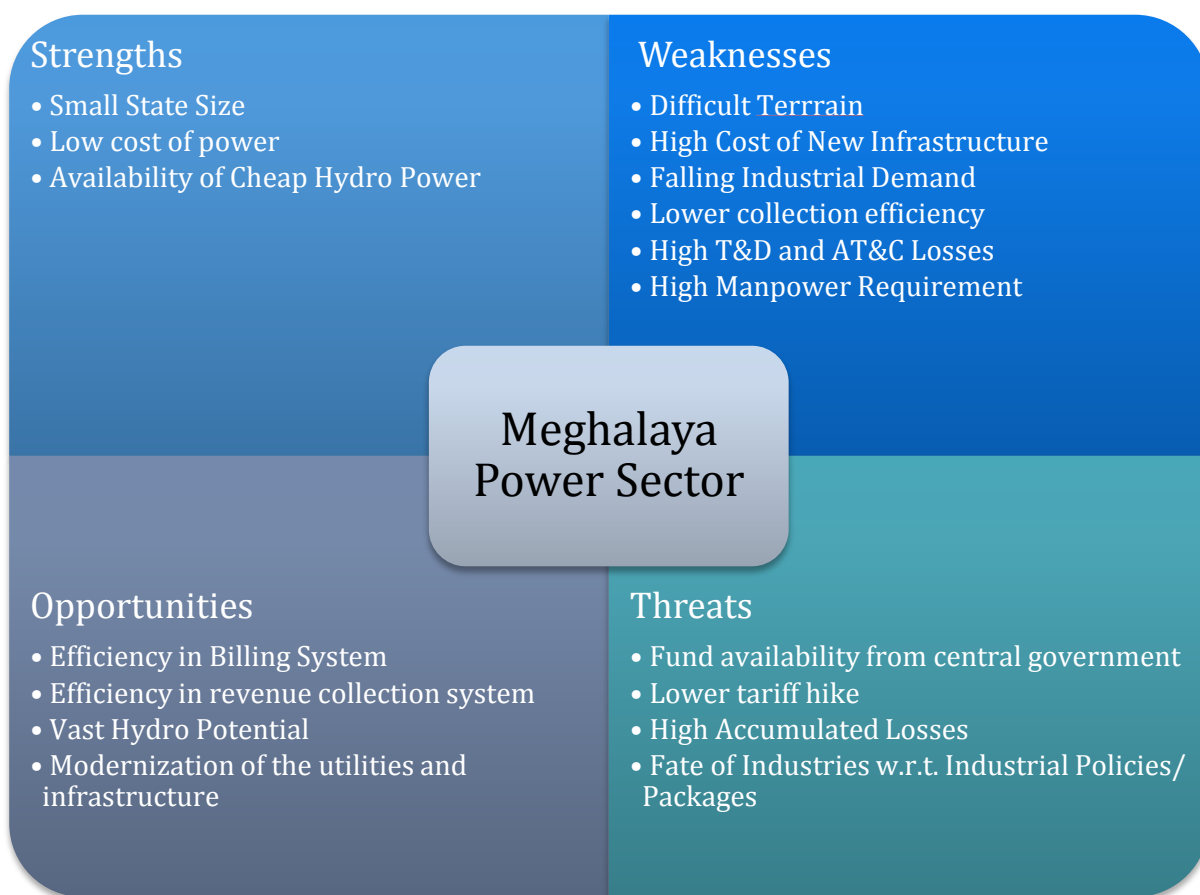 Strengths
• Small State Size
• Low cost of power
• Availability of Cheap Hydro Power
Weaknesses
• Difficult Terrrain
• High Cost of New Infrastructure
• Falling Industrial Demand
• Lower collection efficiency
• High T&D and AT&C Losses
• High Manpower Requirement
Meghalaya
Power Sector
Opportunities
• Efficiency in Billing System
• Efficiency in revenue collection system
• Vast Hydro Potential
• Modernization of the utilities and
infrastructure
Threats
• Fund availability from central government
• Lower tariff hike
• High Accumulated Losses
• Fate of Industries w.r.t. Industrial Policies/
Packages